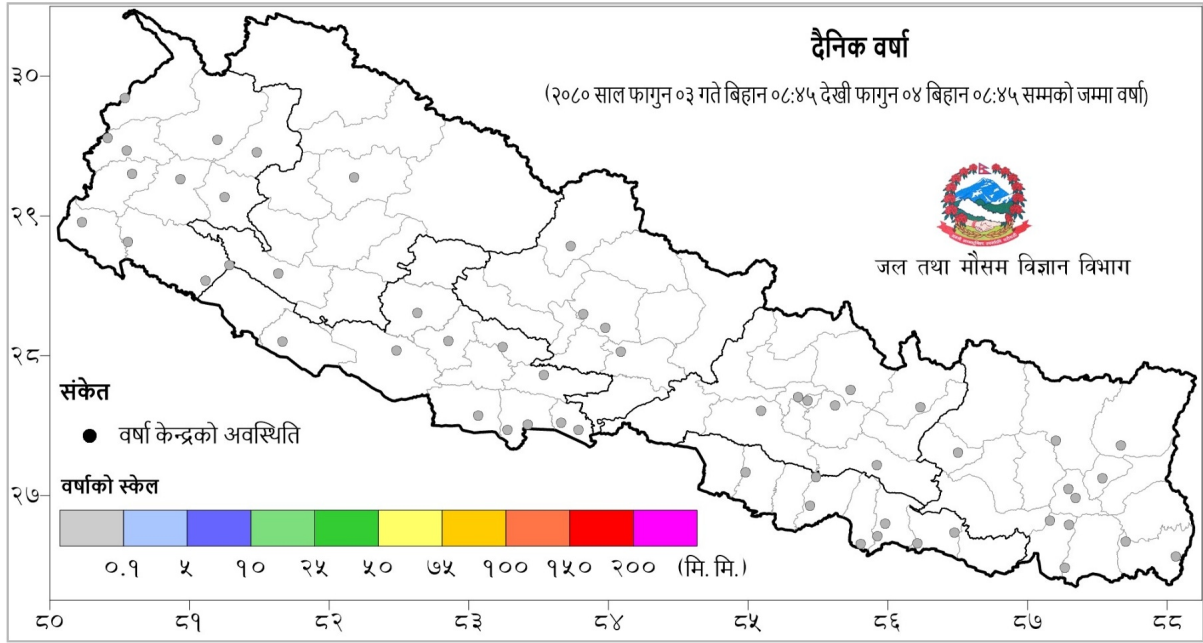 दैनिक वर्षा
(२०८० साल फागुन ०३ गते बिहान ०८:४५ देखी फागुन ०४ बिहान ०८:४५ सम्मको जम्मा वर्षा)
जल तथा मौसम विज्ञान विभाग
३०
२९
२८
२७
संकेत
वर्षा केन्द्रको अवस्थिति
वर्षाको स्केल
०.१ ५ १० २५ ५० ७५ १०० १५० २०० (मि. मि.)
८० ८१ ८२ ८३ ८४ ८५ ८६ ८७ ८८